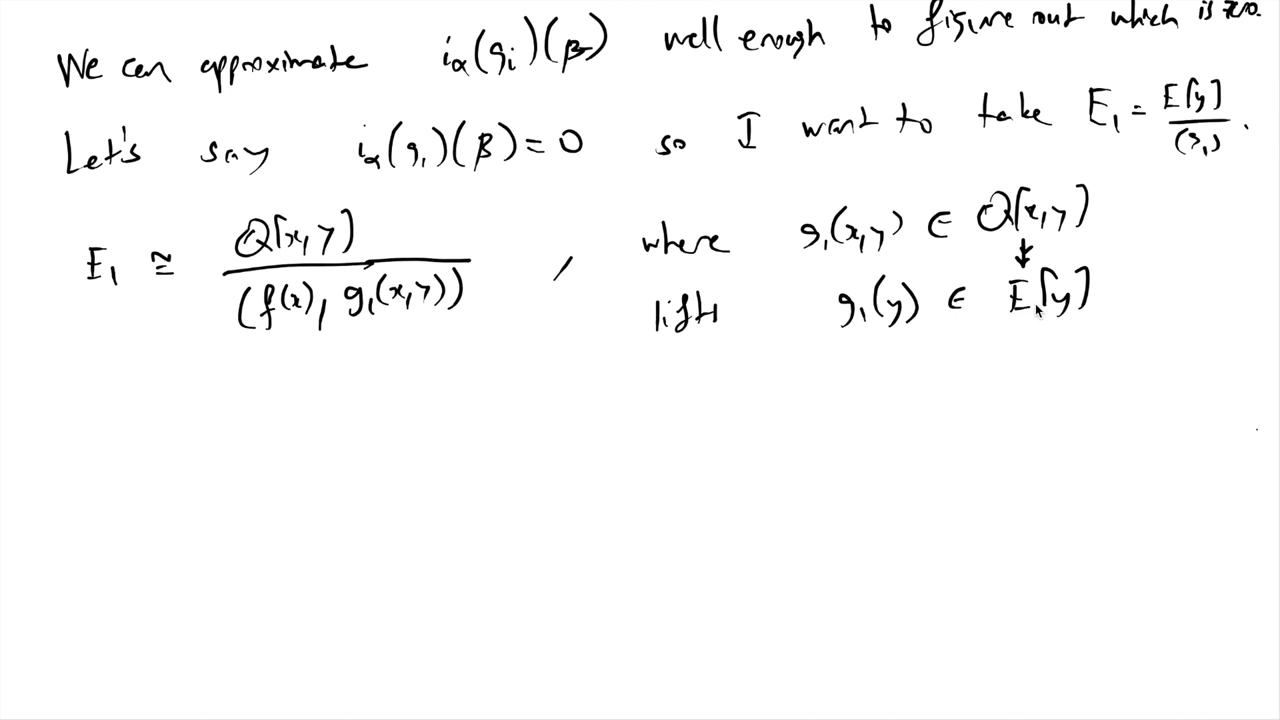 We can approximate i_α(g_i)(β) well enough to figure out which is zero.
Let's say i_α(g_1)(β) = 0 so I want to take E_1 = E[y]/(g_1).
E_1 ≅ Q[x,y]/(f(x), g_1(x,y)) , where g_1(x,y) ∈ Q[x,y]
↓
lifts g_1(y) ∈ E[y]